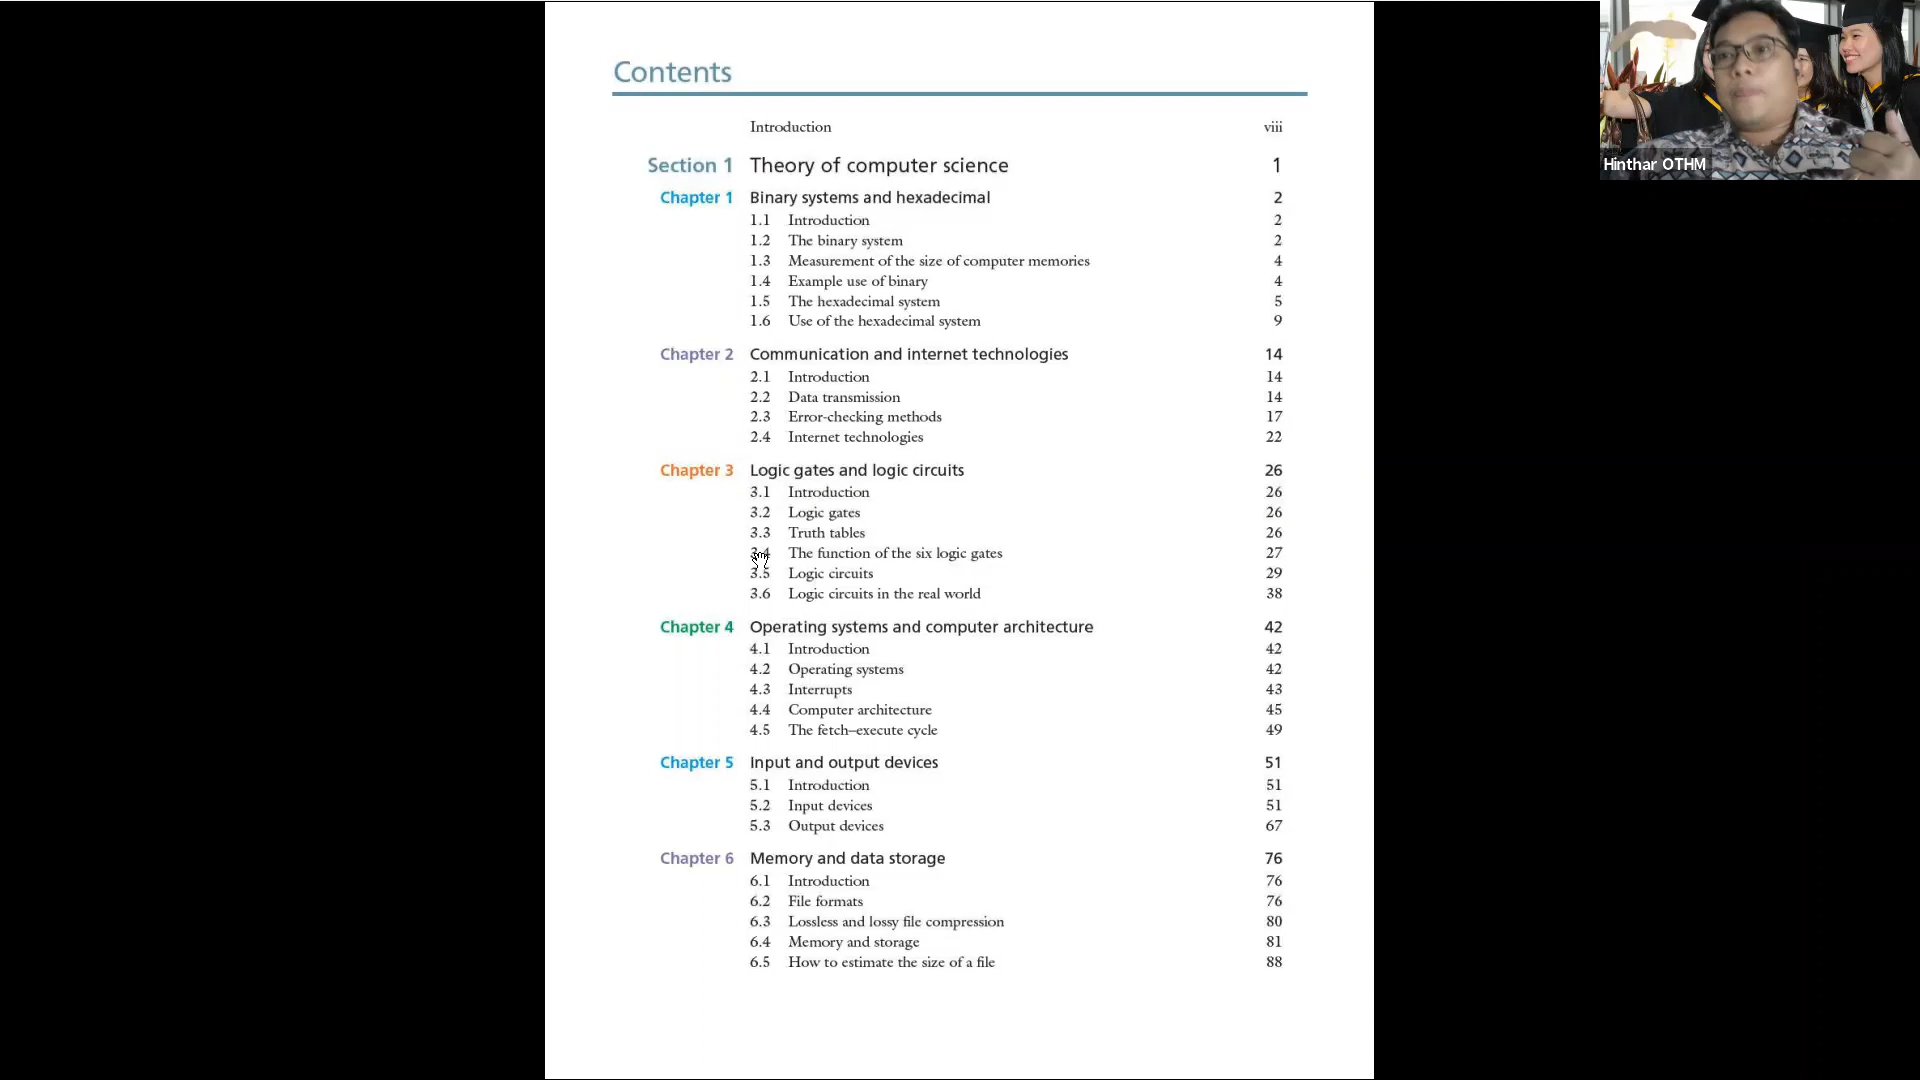 Contents
Introduction viii
Section 1 Theory of computer science 1
Chapter 1 Binary systems and hexadecimal 2
1.1 Introduction 2
1.2 The binary system 2
1.3 Measurement of the size of computer memories 4
1.4 Example use of binary 4
1.5 The hexadecimal system 5
1.6 Use of the hexadecimal system 9
Chapter 2 Communication and internet technologies 14
2.1 Introduction 14
2.2 Data transmission 14
2.3 Error-checking methods 17
2.4 Internet technologies 22
Chapter 3 Logic gates and logic circuits 26
3.1 Introduction 26
3.2 Logic gates 26
3.3 Truth tables 26
3.4 The function of the six logic gates 27
3.5 Logic circuits 29
3.6 Logic circuits in the real world 38
Chapter 4 Operating systems and computer architecture 42
4.1 Introduction 42
4.2 Operating systems 42
4.3 Interrupts 43
4.4 Computer architecture 45
4.5 The fetch–execute cycle 49
Chapter 5 Input and output devices 51
5.1 Introduction 51
5.2 Input devices 51
5.3 Output devices 67
Chapter 6 Memory and data storage 76
6.1 Introduction 76
6.2 File formats 76
6.3 Lossless and lossy file compression 80
6.4 Memory and storage 81
6.5 How to estimate the size of a file 88
Hinthar OTHM